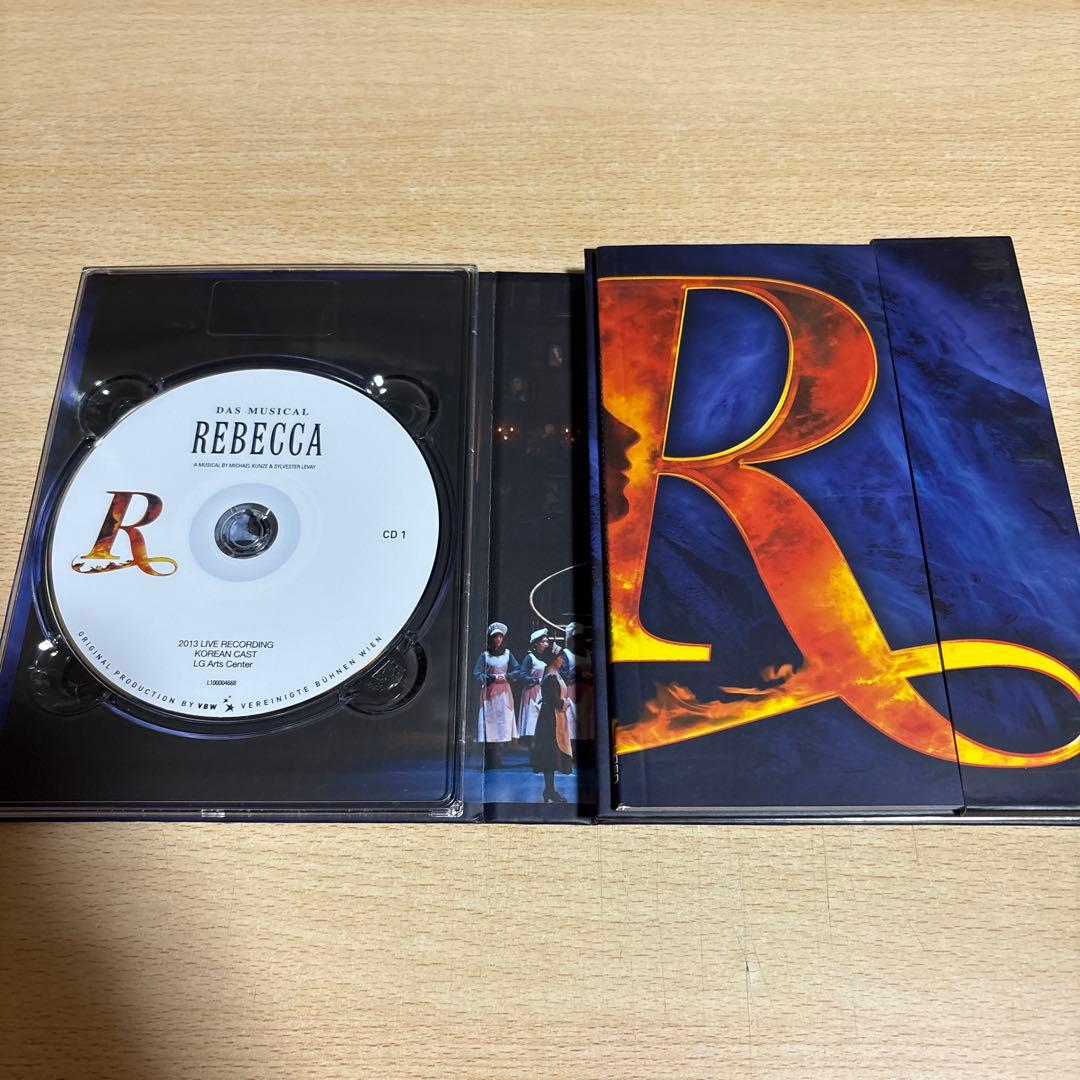 DAS MUSICAL
REBECCA
A MUSICAL BY MICHAEL KUNZE & SYLVESTER LEVAY
R
CD 1
2013 LIVE RECORDING
KOREAN CAST
LG Arts Center
L100004668
ORIGINAL PRODUCTION BY VBW VEREINIGTE BÜHNEN WIEN
R